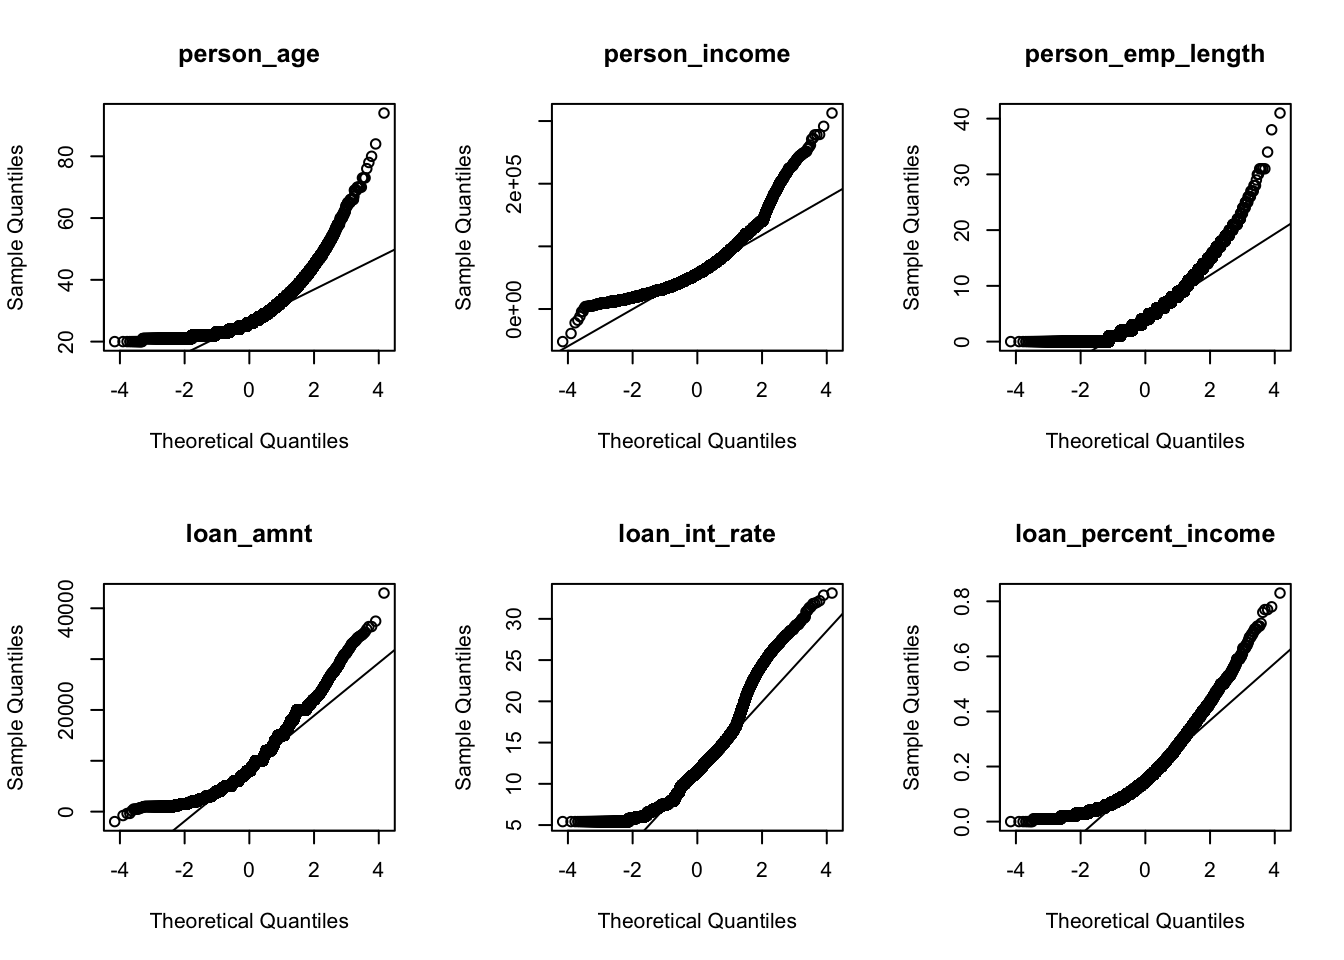 person_age
Sample Quantiles
80
60
40
20
-4 -2 0 2 4
Theoretical Quantiles
person_income
Sample Quantiles
2e+05
0e+00
-4 -2 0 2 4
Theoretical Quantiles
person_emp_length
Sample Quantiles
40
30
20
10
0
-4 -2 0 2 4
Theoretical Quantiles
loan_amnt
Sample Quantiles
40000
20000
0
-4 -2 0 2 4
Theoretical Quantiles
loan_int_rate
Sample Quantiles
30
25
20
15
10
5
-4 -2 0 2 4
Theoretical Quantiles
loan_percent_income
Sample Quantiles
0.8
0.6
0.4
0.2
0.0
-4 -2 0 2 4
Theoretical Quantiles